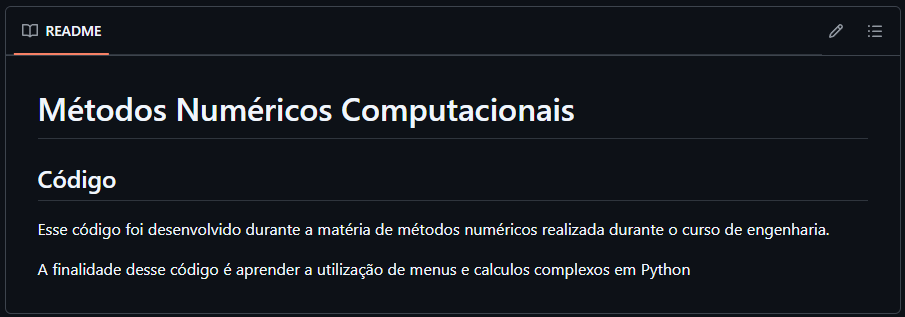 README
Métodos Numéricos Computacionais
Código
Esse código foi desenvolvido durante a matéria de métodos numéricos realizada durante o curso de engenharia.
A finalidade desse código é aprender a utilização de menus e calculos complexos em Python